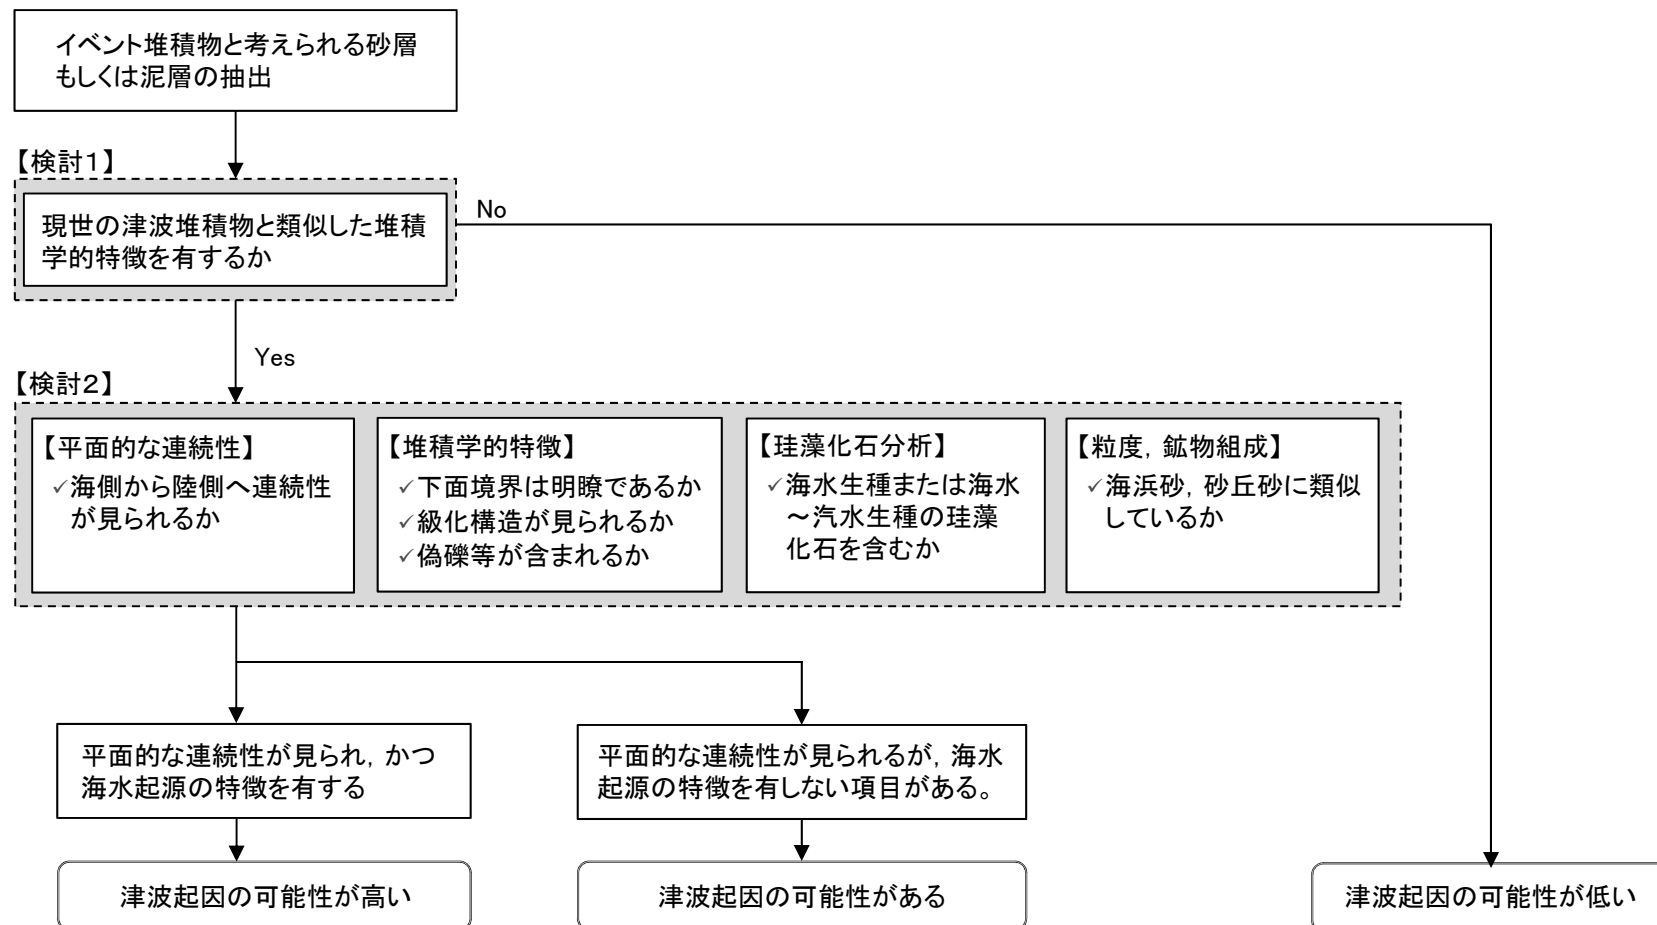 イベント堆積物と考えられる砂層
もしくは泥層の抽出
【検討1】
現世の津波堆積物と類似した堆積
学的特徴を有するか
No
Yes
【検討2】
【平面的な連続性】
✓海側から陸側へ連続性
が見られるか
【堆積学的特徴】
✓下面境界は明瞭であるか
✓級化構造が見られるか
✓偽礫等が含まれるか
【珪藻化石分析】
✓海水生種または海水
～汽水生種の珪藻
化石を含むか
【粒度，鉱物組成】
✓海浜砂，砂丘砂に類似
しているか
平面的な連続性が見られ，かつ
海水起源の特徴を有する
平面的な連続性が見られるが，海水
起源の特徴を有しない項目がある。
津波起因の可能性が高い
津波起因の可能性がある
津波起因の可能性が低い